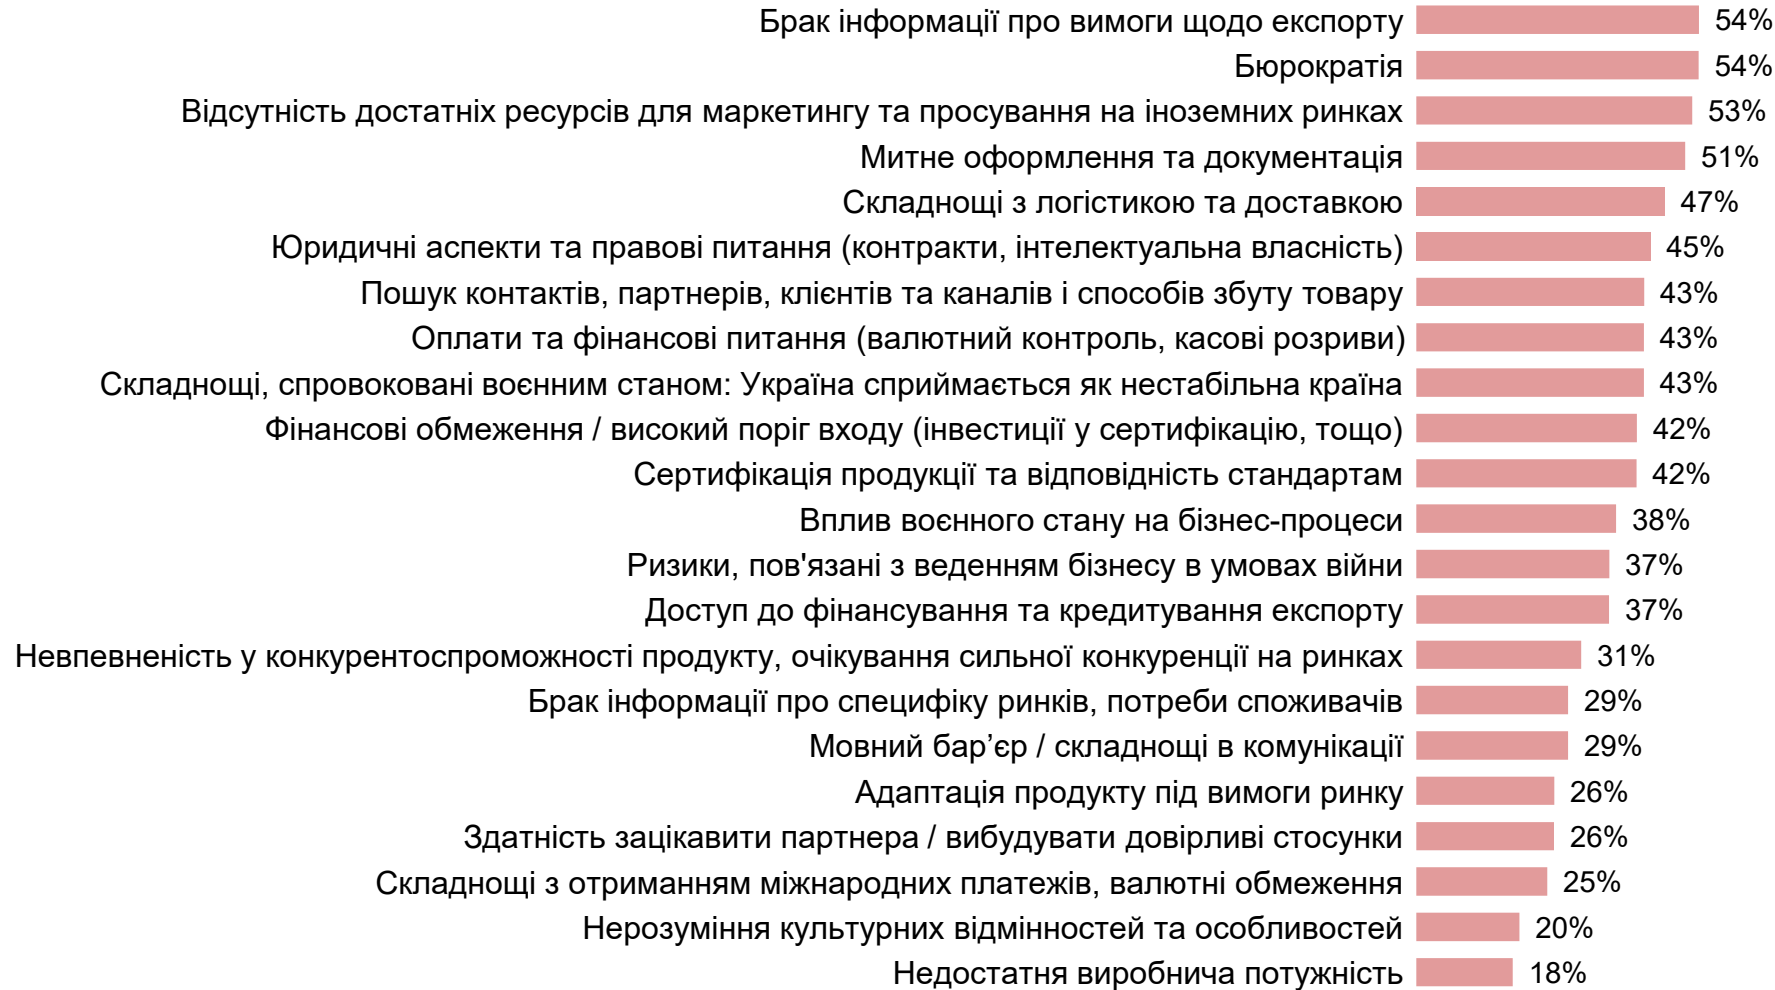 Брак інформації про вимоги щодо експорту 54%
Бюрократія 54%
Відсутність достатніх ресурсів для маркетингу та просування на іноземних ринках 53%
Митне оформлення та документація 51%
Складнощі з логістикою та доставкою 47%
Юридичні аспекти та правові питання (контракти, інтелектуальна власність) 45%
Пошук контактів, партнерів, клієнтів та каналів і способів збуту товару 43%
Оплати та фінансові питання (валютний контроль, касові розриви) 43%
Складнощі, спровоковані воєнним станом: Україна сприймається як нестабільна країна 43%
Фінансові обмеження / високий поріг входу (інвестиції у сертифікацію, тощо) 42%
Сертифікація продукції та відповідність стандартам 42%
Вплив воєнного стану на бізнес-процеси 38%
Ризики, пов'язані з веденням бізнесу в умовах війни 37%
Доступ до фінансування та кредитування експорту 37%
Невпевненість у конкурентоспроможності продукту, очікування сильної конкуренції на ринках 31%
Брак інформації про специфіку ринків, потреби споживачів 29%
Мовний бар’єр / складнощі в комунікації 29%
Адаптація продукту під вимоги ринку 26%
Здатність зацікавити партнера / вибудувати довірливі стосунки 26%
Складнощі з отриманням міжнародних платежів, валютні обмеження 25%
Нерозуміння культурних відмінностей та особливостей 20%
Недостатня виробнича потужність 18%